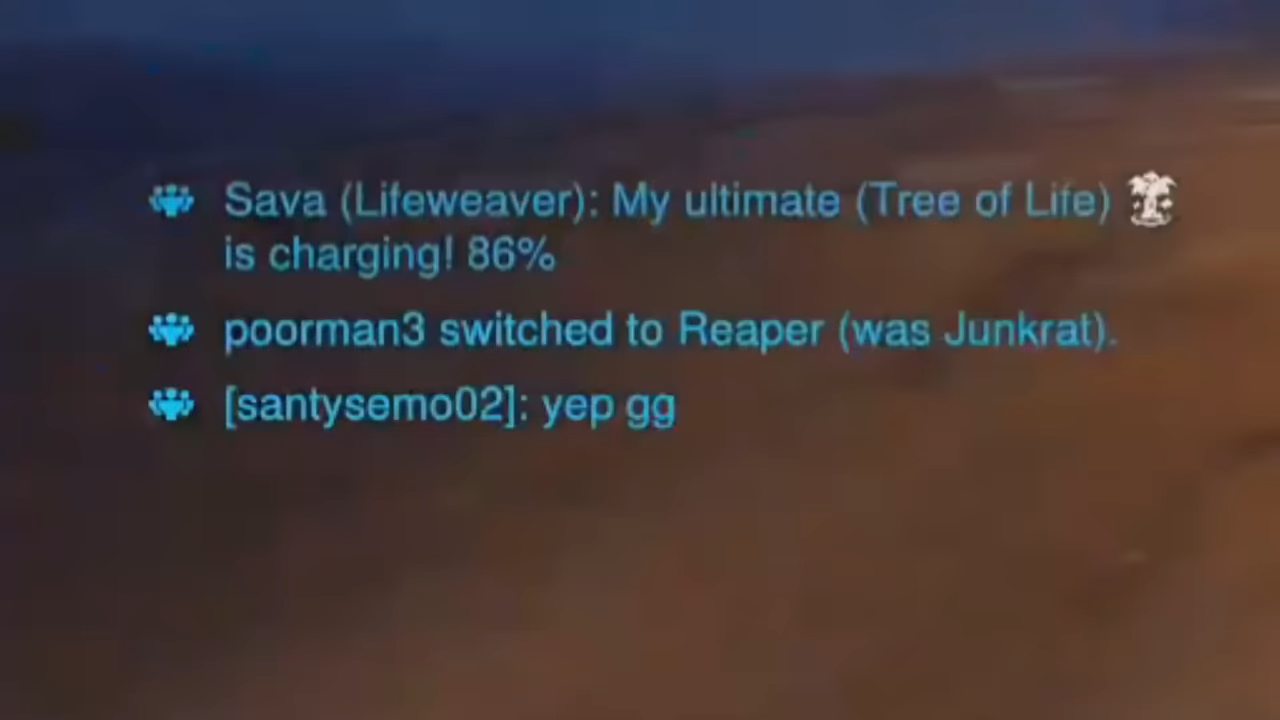 Sava (Lifeweaver): My ultimate (Tree of Life)
is charging! 86%
poorman3 switched to Reaper (was Junkrat).
[santysemo02]: yep gg